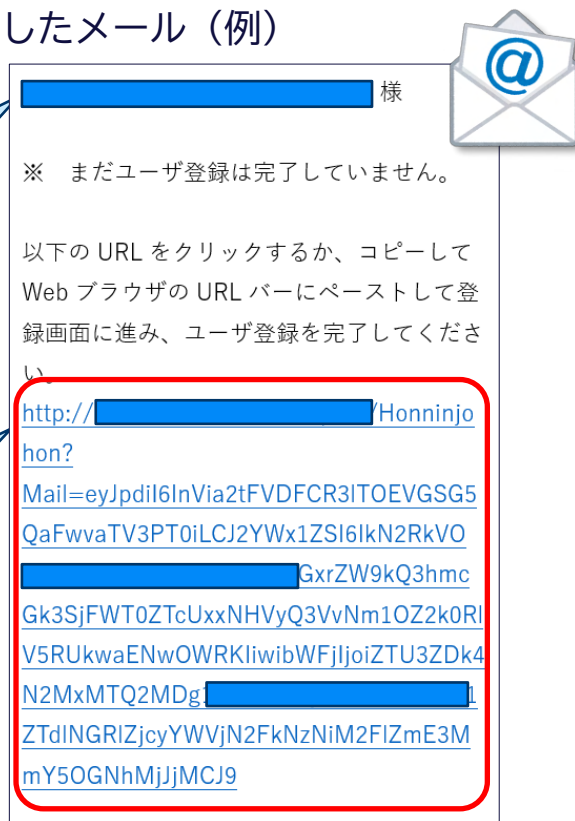 したメール（例）
@
様
※　まだユーザ登録は完了していません。
以下の URL をクリックするか、コピーして
Web ブラウザの URL バーにペーストして登
録画面に進み、ユーザ登録を完了してくださ
い。
http:// /Honninjo
hon?
Mail=eyJpdiI6InVia2tFVDFCR3lTOEVGSG5
QaFwvaTV3PT0iLCJ2YWx1ZSI6IkN2RkVO
GxrZW9kQ3hmc
Gk3SjFWT0ZTcUxxNHVyQ3VvNm1OZ2k0Rl
V5RUkwaENwOWRKIiwibWFjIjoiZTU3ZDk4
N2MxMTQ2MDg1 1
ZTdlNGRlZjcyYWVjN2FkNzNiM2FlZmE3M
mY5OGNhMjJjMCJ9